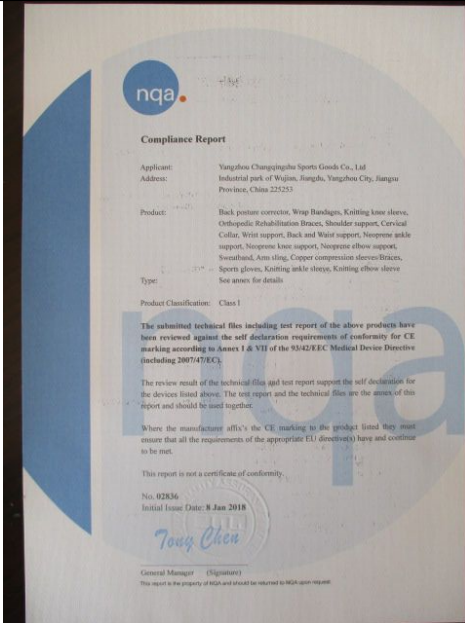 nqa.
Compliance Report
Applicant: Yangzhou Changqingshu Sports Goods Co., Ltd
Address: Industrial park of Wujian, Jiangdu, Yangzhou City, Jiangsu
Province, China 225253
Product: Back posture corrector, Wrap Bandages, Knitting knee sleeve,
Orthopedic Rehabilitation Braces, Shoulder support, Cervical
Collar, Wrist support, Back and Waist support, Neoprene ankle
support, Neoprene knee support, Neoprene elbow support,
Sweatband, Arm sling, Copper compression sleeves/Braces,
Sports gloves, Knitting ankle sleeve, Knitting elbow sleeve
Type: See annex for details
Product Classification: Class I
The submitted technical files including test report of the above products have
been reviewed against the self declaration requirements of conformity for CE
marking according to Annex I & VII of the 93/42/EEC Medical Device Directive
(including 2007/47/EC).
The review result of the technical files and test report support the self declaration for
the devices listed above. The test report and the technical files are the annex of this
report and should be used together.
Where the manufacturer affix's the CE marking to the product listed they must
ensure that all the requirements of the appropriate EU directive(s) have and continue
to be met.
This report is not a certificate of conformity.
No. 02836
Initial Issue Date: 8 Jan 2018
Tony Chen
General Manager (Signature)
This report is the property of NQA and should be returned to NQA upon request
nqa